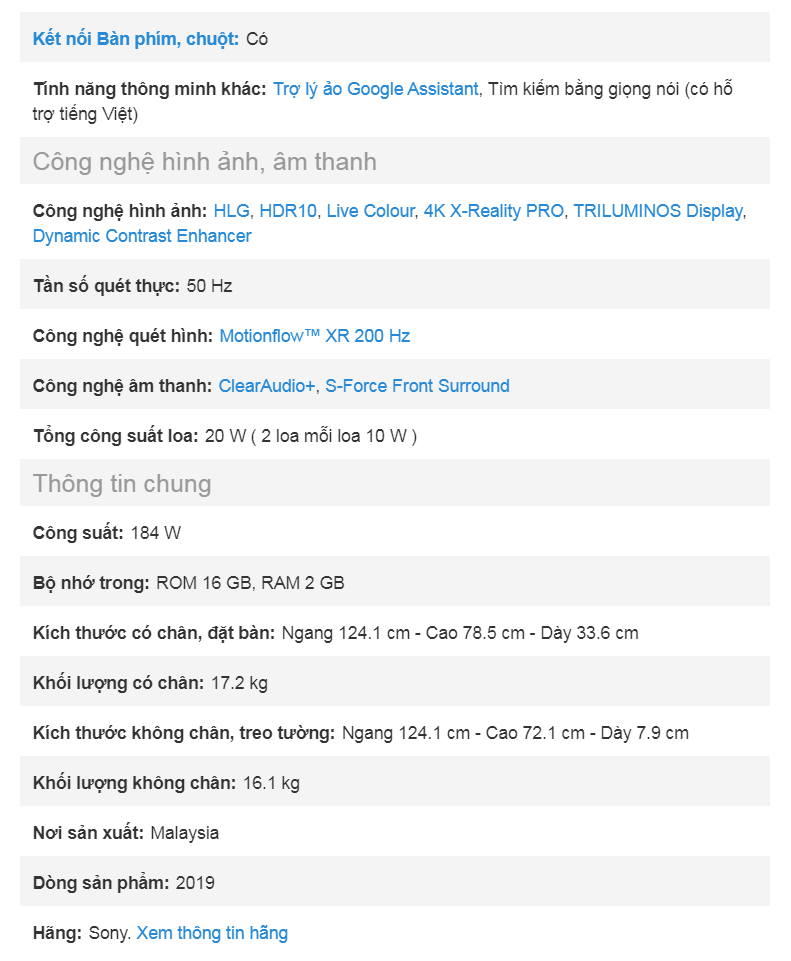 Kết nối Bàn phím, chuột: Có
Tính năng thông minh khác: Trợ lý ảo Google Assistant, Tìm kiếm bằng giọng nói (có hỗ
trợ tiếng Việt)
Công nghệ hình ảnh, âm thanh
Công nghệ hình ảnh: HLG, HDR10, Live Colour, 4K X-Reality PRO, TRILUMINOS Display,
Dynamic Contrast Enhancer
Tần số quét thực: 50 Hz
Công nghệ quét hình: Motionflow™ XR 200 Hz
Công nghệ âm thanh: ClearAudio+, S-Force Front Surround
Tổng công suất loa: 20 W ( 2 loa mỗi loa 10 W )
Thông tin chung
Công suất: 184 W
Bộ nhớ trong: ROM 16 GB, RAM 2 GB
Kích thước có chân, đặt bàn: Ngang 124.1 cm - Cao 78.5 cm - Dày 33.6 cm
Khối lượng có chân: 17.2 kg
Kích thước không chân, treo tường: Ngang 124.1 cm - Cao 72.1 cm - Dày 7.9 cm
Khối lượng không chân: 16.1 kg
Nơi sản xuất: Malaysia
Dòng sản phẩm: 2019
Hãng: Sony. Xem thông tin hãng